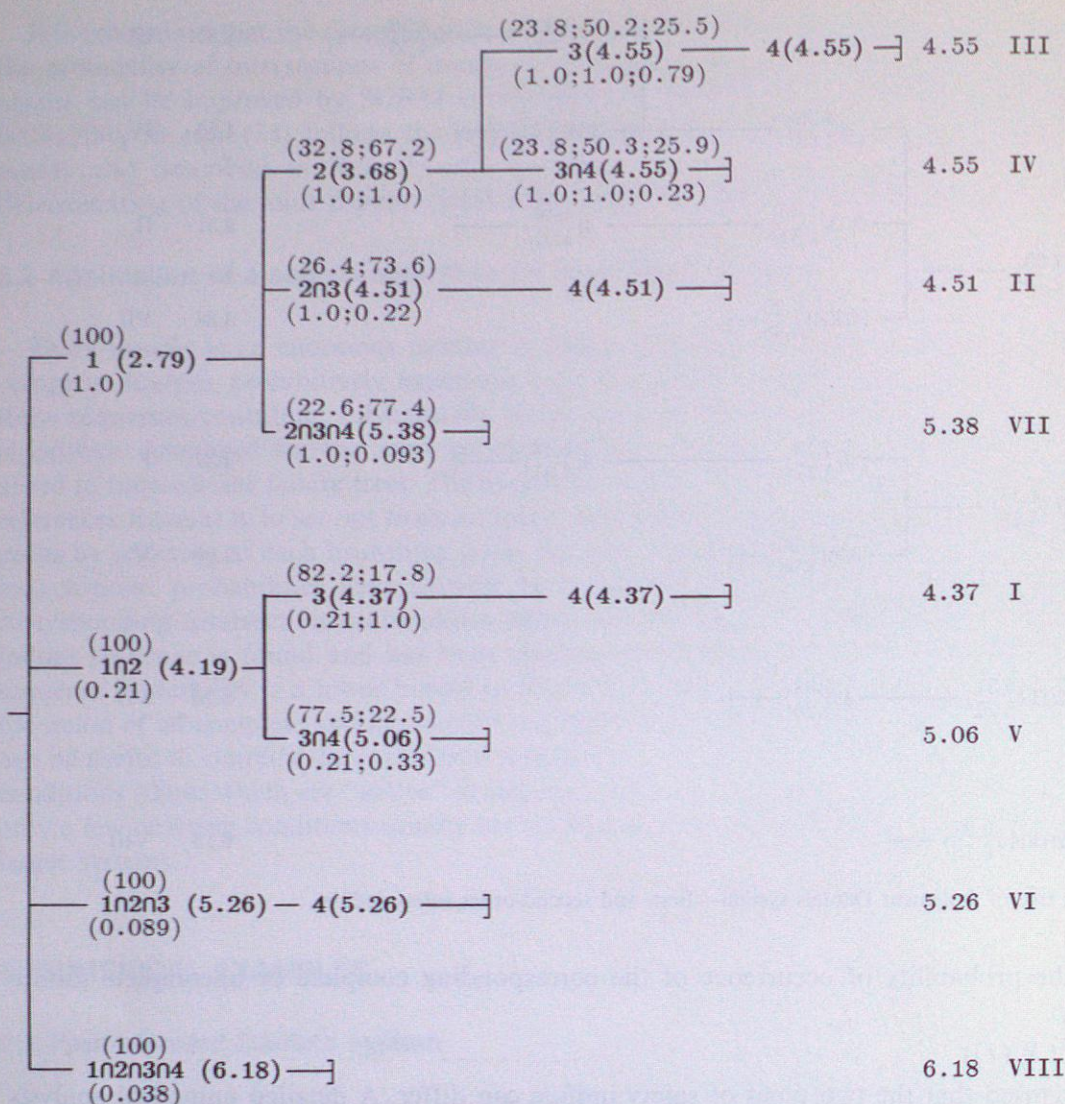 (23.8;50.2;25.5)
3(4.55) 4(4.55) 4.55 III
(1.0;1.0;0.79)
(32.8;67.2) (23.8;50.3;25.9)
2(3.68) 3∩4(4.55) 4.55 IV
(1.0;1.0) (1.0;1.0;0.23)
(26.4;73.6)
2∩3(4.51) 4(4.51) 4.51 II
(1.0;0.22)
(100)
1 (2.79)
(1.0)
(22.6;77.4)
2∩3∩4(5.38) 5.38 VII
(1.0;0.093)
(82.2;17.8)
3(4.37) 4(4.37) 4.37 I
(0.21;1.0)
(100)
1∩2 (4.19)
(0.21)
(77.5;22.5)
3∩4(5.06) 5.06 V
(0.21;0.33)
(100)
1∩2∩3 (5.26) 4(5.26) 5.26 VI
(0.089)
he probability of occurrence of the corresponding complete
(100)
1∩2∩3∩4 (6.18) 6.18 VIII
(0.038)